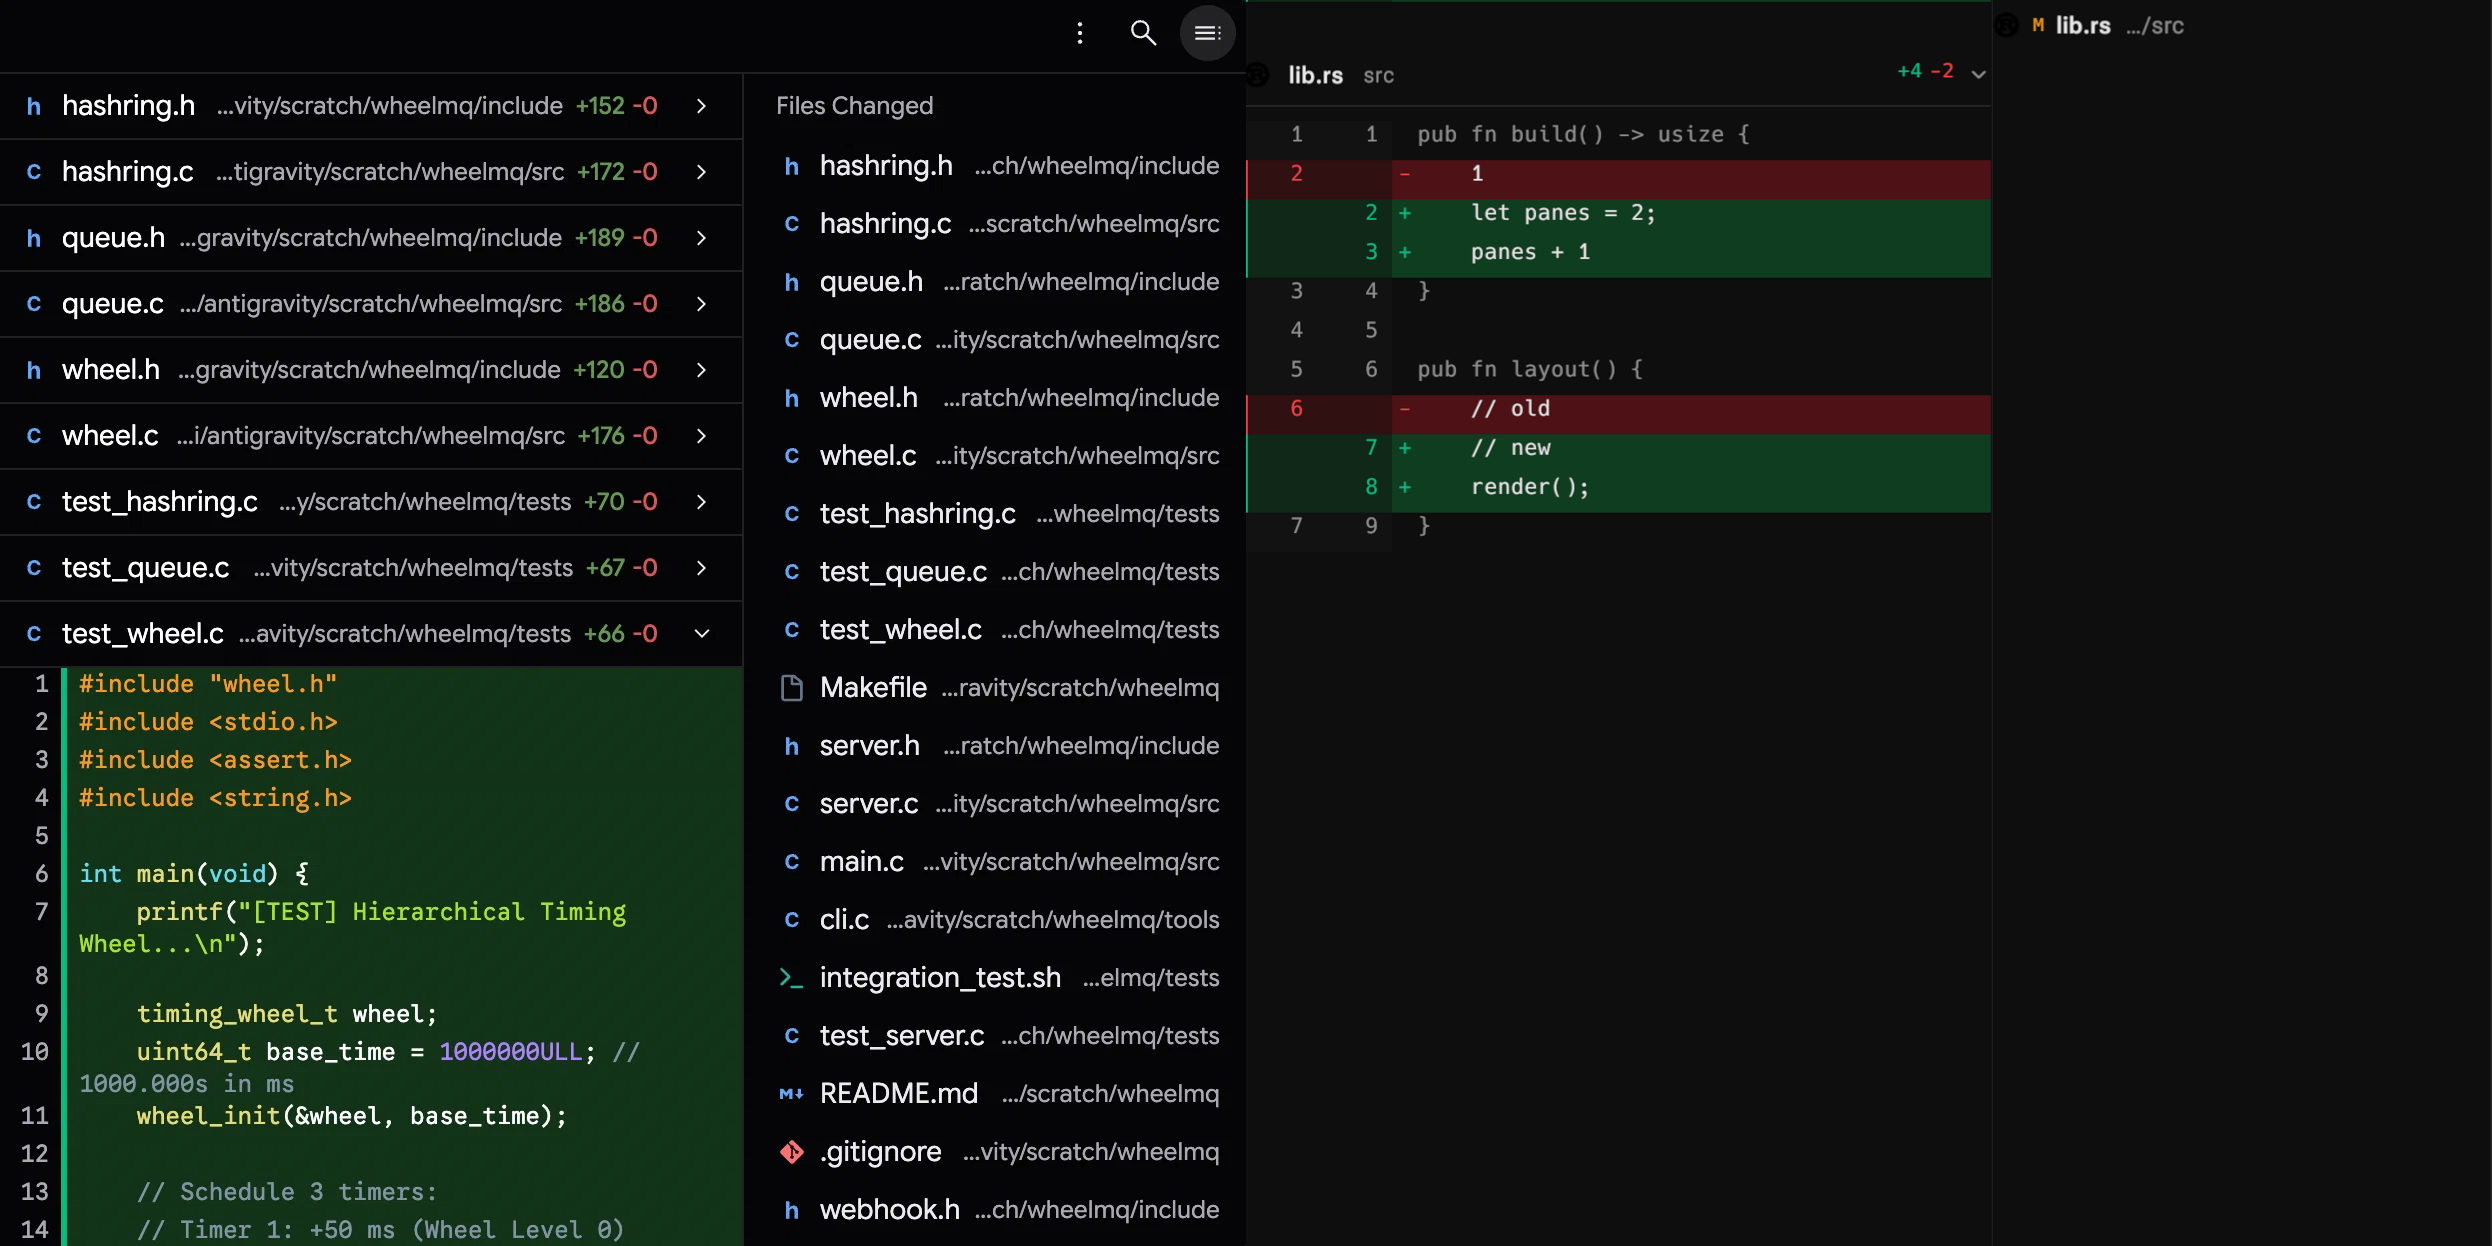 h hashring.h ...vity/scratch/wheelmq/include +152 -0
C hashring.c ...tigravity/scratch/wheelmq/src +172 -0
h queue.h ...gravity/scratch/wheelmq/include +189 -0
C queue.c .../antigravity/scratch/wheelmq/src +186 -0
h wheel.h ...gravity/scratch/wheelmq/include +120 -0
C wheel.c ...i/antigravity/scratch/wheelmq/src +176 -0
C test_hashring.c ...y/scratch/wheelmq/tests +70 -0
C test_queue.c ...vity/scratch/wheelmq/tests +67 -0
C test_wheel.c ...avity/scratch/wheelmq/tests +66 -0
1 #include "wheel.h"
2 #include <stdio.h>
3 #include <assert.h>
4 #include <string.h>
5
6 int main(void) {
7     printf("[TEST] Hierarchical Timing
Wheel...\n");
8
9     timing_wheel_t wheel;
10     uint64_t base_time = 1000000ULL; //
1000.000s in ms
11     wheel_init(&wheel, base_time);
12
13     // Schedule 3 timers:
14     // Timer 1: +50 ms (Wheel Level 0)
Files Changed
h hashring.h ...ch/wheelmq/include
C hashring.c ...scratch/wheelmq/src
h queue.h ...ratch/wheelmq/include
C queue.c ...ity/scratch/wheelmq/src
h wheel.h ...ratch/wheelmq/include
C wheel.c ...ity/scratch/wheelmq/src
C test_hashring.c ...wheelmq/tests
C test_queue.c ...ch/wheelmq/tests
C test_wheel.c ...ch/wheelmq/tests
Makefile ...ravity/scratch/wheelmq
h server.h ...ratch/wheelmq/include
C server.c ...ity/scratch/wheelmq/src
C main.c ...vity/scratch/wheelmq/src
C cli.c ...avity/scratch/wheelmq/tools
>_ integration_test.sh ...elmq/tests
C test_server.c ...ch/wheelmq/tests
M↓ README.md .../scratch/wheelmq
.gitignore ...vity/scratch/wheelmq
h webhook.h ...ch/wheelmq/include
lib.rs src +4 -2
1 1 pub fn build() -> usize {
2 -     1
2 +     let panes = 2;
3 +     panes + 1
3 4 }
4 5
5 6 pub fn layout() {
6 -     // old
7 +     // new
8 +     render();
7 9 }
M lib.rs .../src